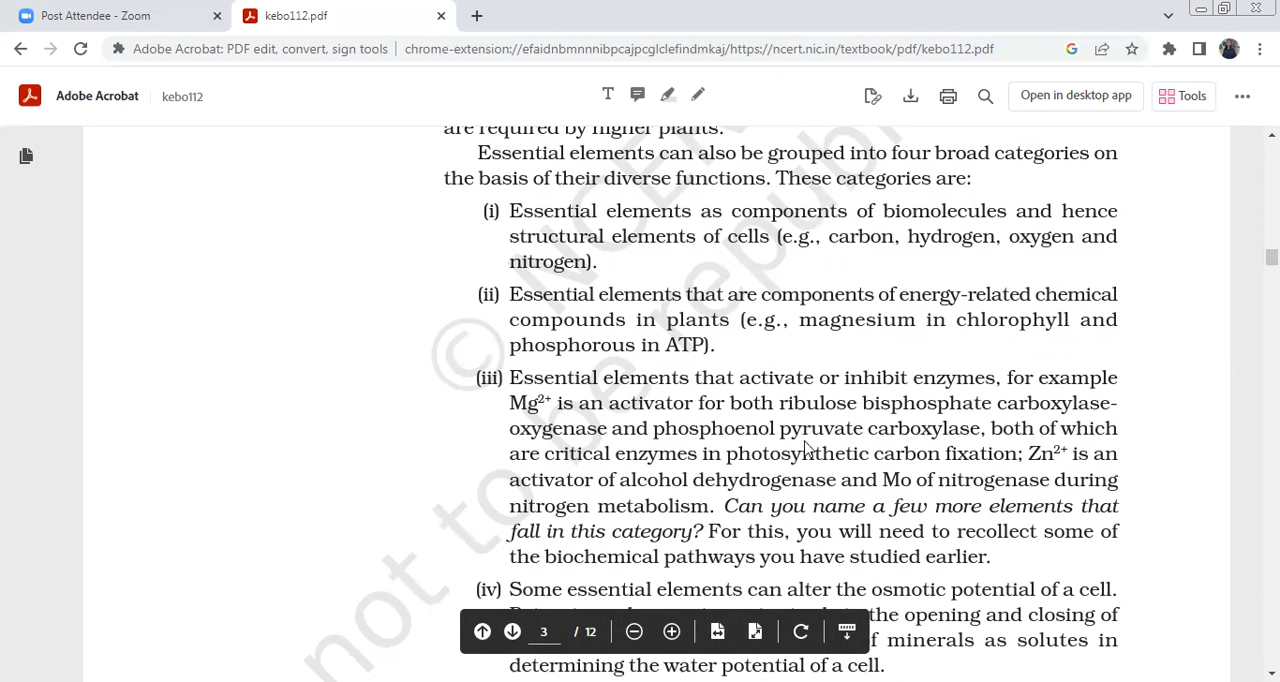 Post Attendee - Zoom
kebo112.pdf
Adobe Acrobat: PDF edit, convert, sign tools
chrome-extension://efaidnbmnnnibpcajpcglclefindmkaj/https://ncert.nic.in/textbook/pdf/kebo112.pdf
Adobe Acrobat
kebo112
Open in desktop app
Tools
are required by higher plants.
Essential elements can also be grouped into four broad categories on
the basis of their diverse functions. These categories are:
(i) Essential elements as components of biomolecules and hence
structural elements of cells (e.g., carbon, hydrogen, oxygen and
nitrogen).
(ii) Essential elements that are components of energy-related chemical
compounds in plants (e.g., magnesium in chlorophyll and
phosphorous in ATP).
(iii) Essential elements that activate or inhibit enzymes, for example
Mg²⁺ is an activator for both ribulose bisphosphate carboxylase-
oxygenase and phosphoenol pyruvate carboxylase, both of which
are critical enzymes in photosynthetic carbon fixation; Zn²⁺ is an
activator of alcohol dehydrogenase and Mo of nitrogenase during
nitrogen metabolism. Can you name a few more elements that
fall in this category? For this, you will need to recollect some of
the biochemical pathways you have studied earlier.
(iv) Some essential elements can alter the osmotic potential of a cell.
the opening and closing of
of minerals as solutes in
determining the water potential of a cell.
3 / 12
© NCE
be republ
not to